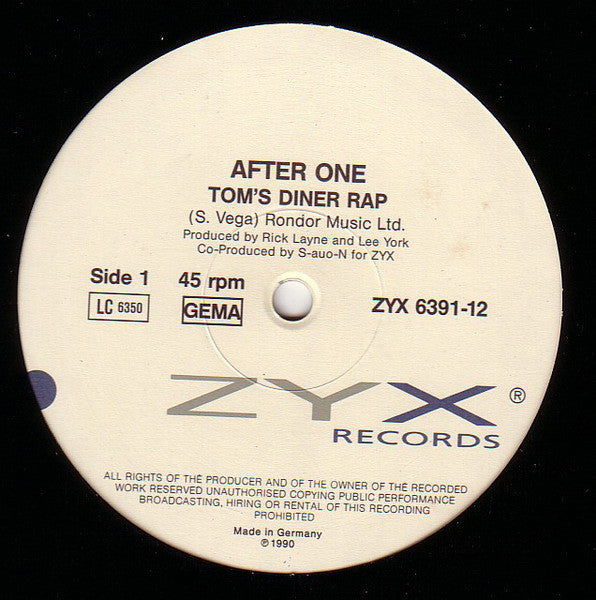 AFTER ONE
TOM'S DINER RAP
(S. Vega) Rondor Music Ltd.
Produced by Rick Layne and Lee York
Co-Produced by S-auo-N for ZYX
Side 1 45 rpm
LC 6350 GEMA ZYX 6391-12
ZYX ®
RECORDS
ALL RIGHTS OF THE PRODUCER AND OF THE OWNER OF THE RECORDED
WORK RESERVED UNAUTHORISED COPYING PUBLIC PERFORMANCE
BROADCASTING, HIRING OR RENTAL OF THIS RECORDING
PROHIBITED
Made in Germany
℗ 1990